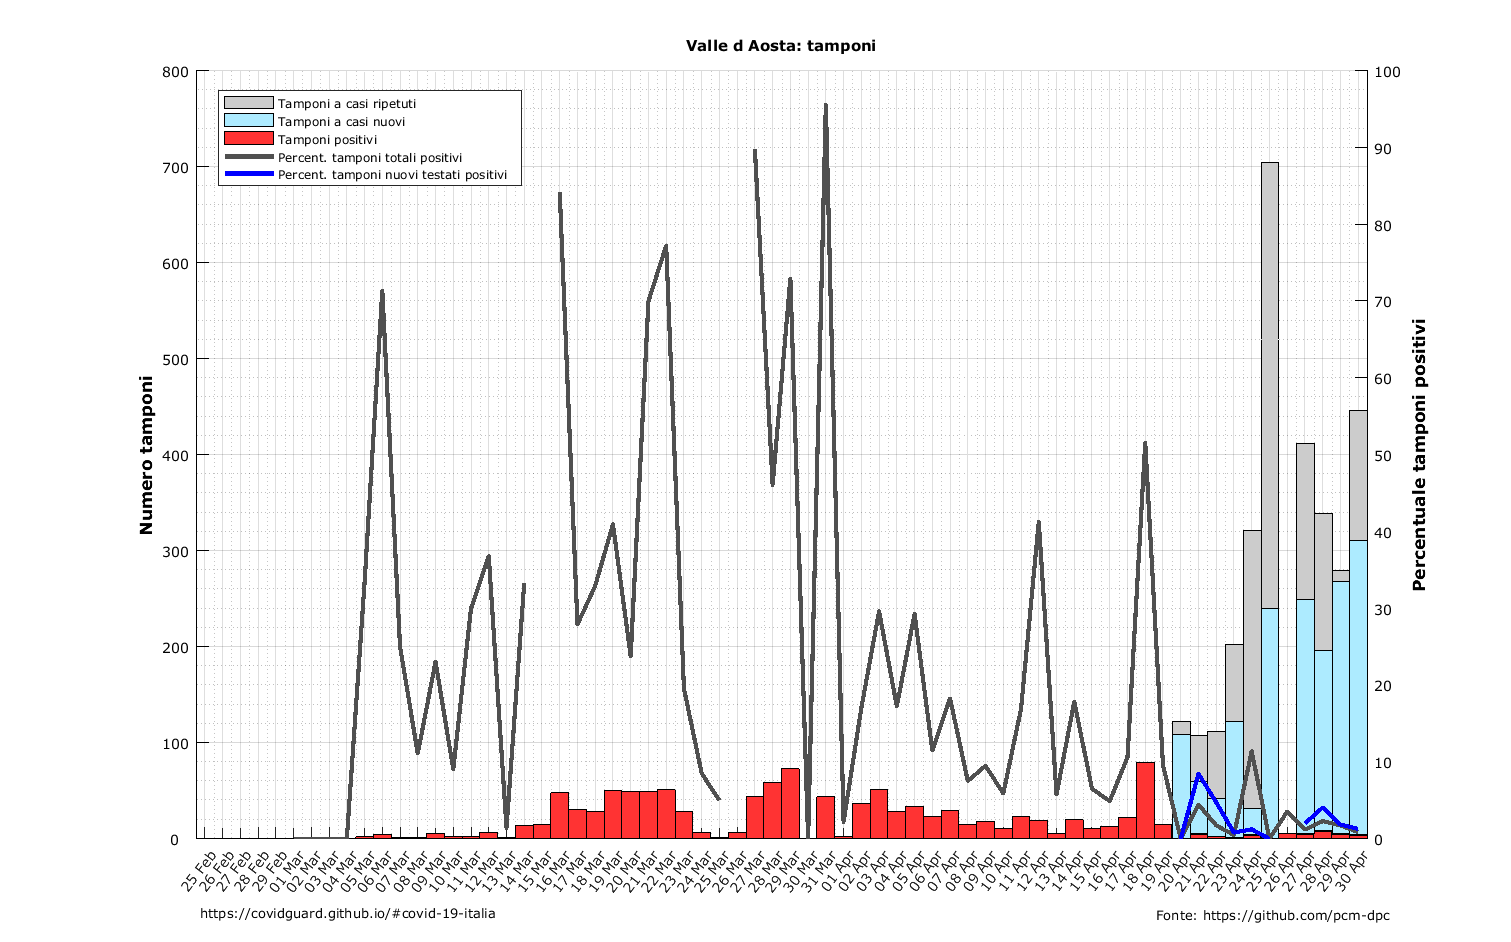 Valle d Aosta: tamponi
Tamponi a casi ripetuti
Tamponi a casi nuovi
Tamponi positivi
Percent. tamponi totali positivi
Percent. tamponi nuovi testati positivi
Numero tamponi
800
700
600
500
400
300
200
100
0
Percentuale tamponi positivi
100
90
80
70
60
50
40
30
20
10
0
25 Feb
26 Feb
27 Feb
28 Feb
29 Feb
01 Mar
02 Mar
03 Mar
04 Mar
05 Mar
06 Mar
07 Mar
08 Mar
09 Mar
10 Mar
11 Mar
12 Mar
13 Mar
14 Mar
15 Mar
16 Mar
17 Mar
18 Mar
19 Mar
20 Mar
21 Mar
22 Mar
23 Mar
24 Mar
25 Mar
26 Mar
27 Mar
28 Mar
29 Mar
30 Mar
31 Mar
01 Apr
02 Apr
03 Apr
04 Apr
05 Apr
06 Apr
07 Apr
08 Apr
09 Apr
10 Apr
11 Apr
12 Apr
13 Apr
14 Apr
15 Apr
16 Apr
17 Apr
18 Apr
19 Apr
20 Apr
21 Apr
22 Apr
23 Apr
24 Apr
25 Apr
26 Apr
27 Apr
28 Apr
29 Apr
30 Apr
https://covidguard.github.io/#covid-19-italia
Fonte: https://github.com/pcm-dpc